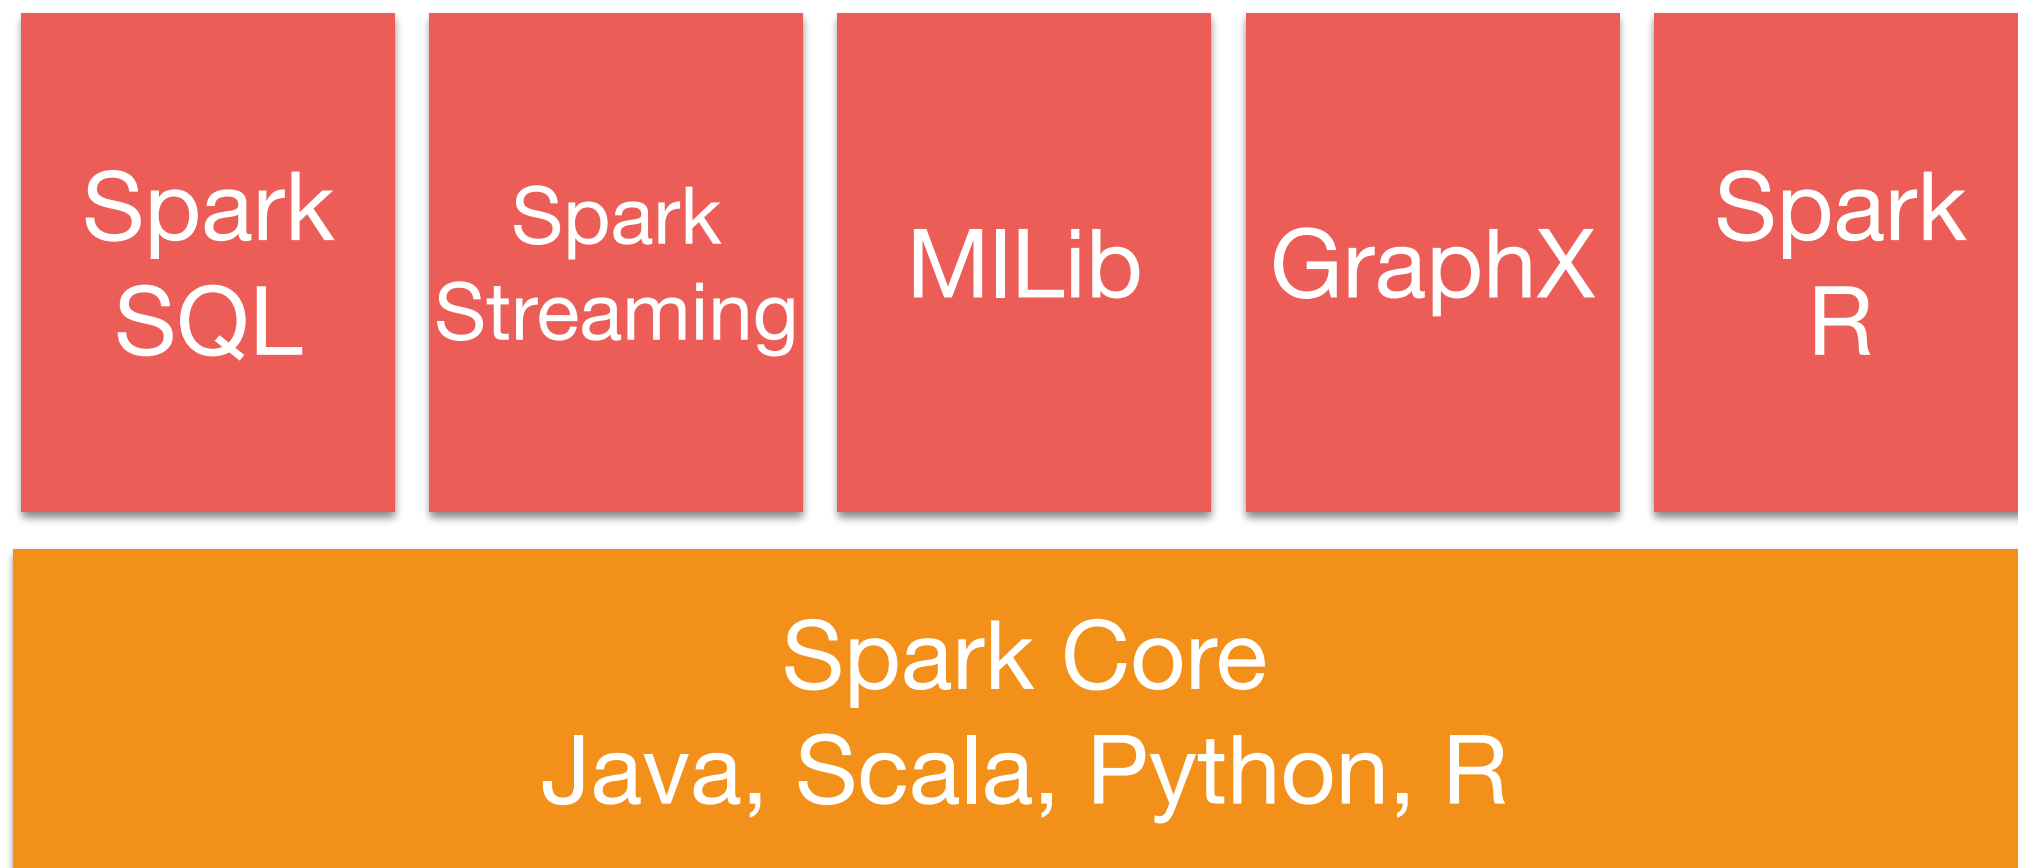 Spark
SQL
Spark
Streaming
MlLib
GraphX
Spark
R
Spark Core
Java, Scala, Python, R